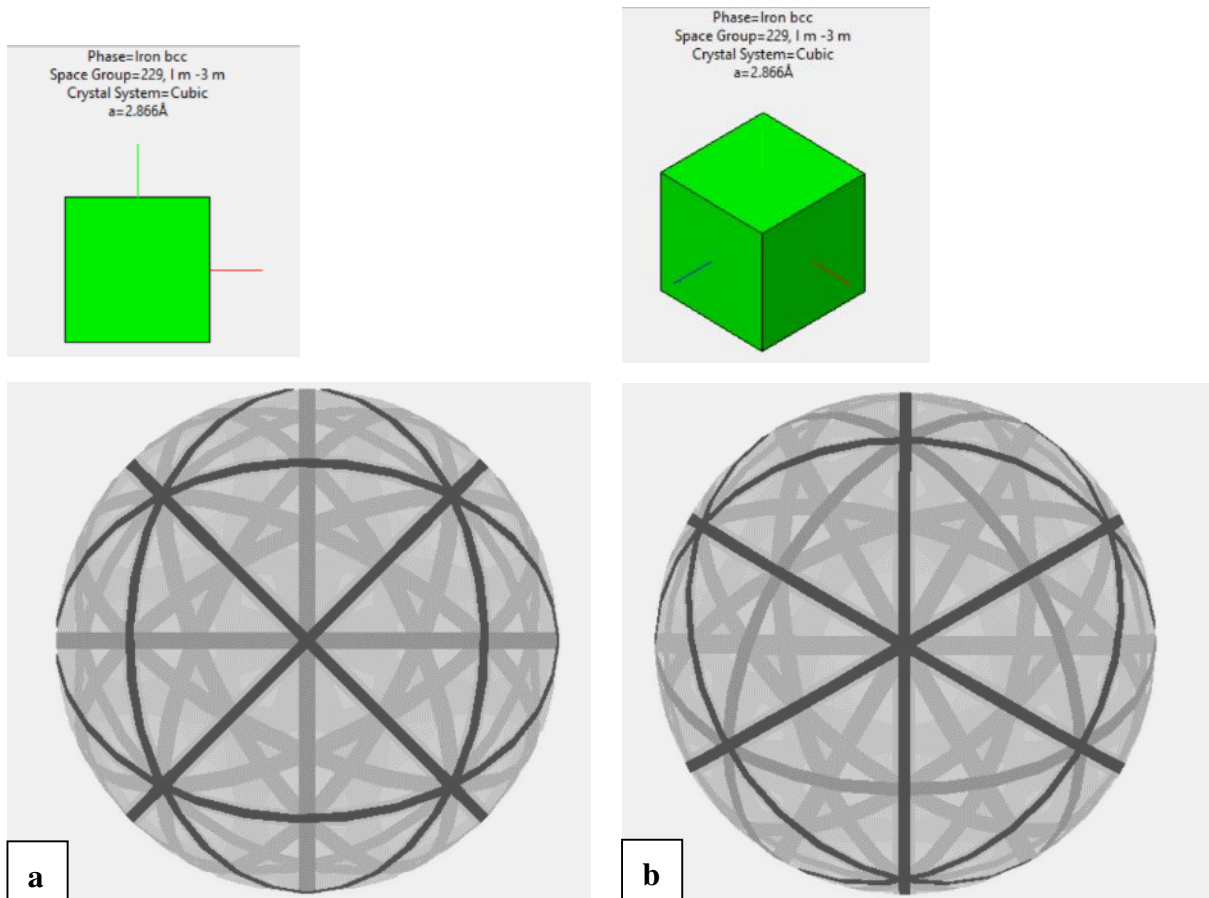 Phase=Iron bcc
Space Group=229, I m -3 m
Crystal System=Cubic
a=2.866Å
Phase=Iron bcc
Space Group=229, I m -3 m
Crystal System=Cubic
a=2.866Å
a
b